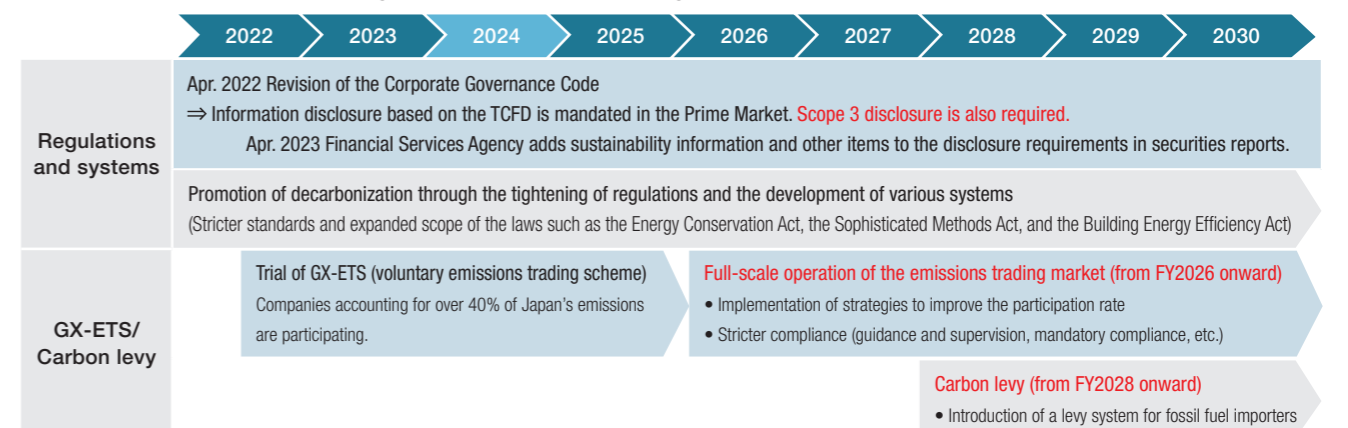 2022 2023 2024 2025 2026 2027 2028 2029 2030
Regulations
and systems
Apr. 2022 Revision of the Corporate Governance Code
⇒ Information disclosure based on the TCFD is mandated in the Prime Market. Scope 3 disclosure is also required.
Apr. 2023 Financial Services Agency adds sustainability information and other items to the disclosure requirements in securities reports.
Promotion of decarbonization through the tightening of regulations and the development of various systems
(Stricter standards and expanded scope of the laws such as the Energy Conservation Act, the Sophisticated Methods Act, and the Building Energy Efficiency Act)
GX-ETS/
Carbon levy
Trial of GX-ETS (voluntary emissions trading scheme)
Companies accounting for over 40% of Japan's emissions
are participating.
Full-scale operation of the emissions trading market (from FY2026 onward)
• Implementation of strategies to improve the participation rate
• Stricter compliance (guidance and supervision, mandatory compliance, etc.)
Carbon levy (from FY2028 onward)
• Introduction of a levy system for fossil fuel importers